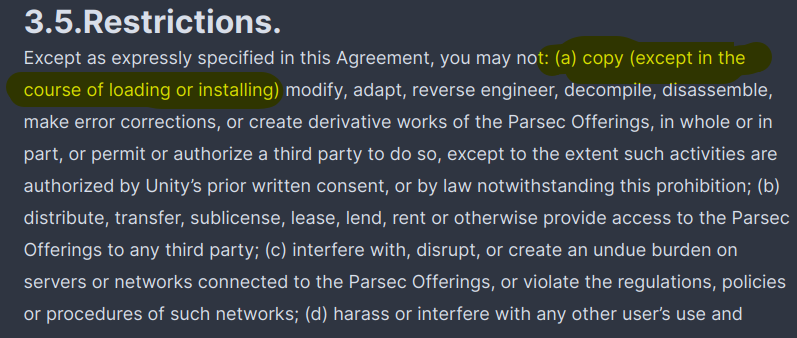 3.5.Restrictions.
Except as expressly specified in this Agreement, you may not: (a) copy (except in the
course of loading or installing) modify, adapt, reverse engineer, decompile, disassemble,
make error corrections, or create derivative works of the Parsec Offerings, in whole or in
part, or permit or authorize a third party to do so, except to the extent such activities are
authorized by Unity’s prior written consent, or by law notwithstanding this prohibition; (b)
distribute, transfer, sublicense, lease, lend, rent or otherwise provide access to the Parsec
Offerings to any third party; (c) interfere with, disrupt, or create an undue burden on
servers or networks connected to the Parsec Offerings, or violate the regulations, policies
or procedures of such networks; (d) harass or interfere with any other user’s use and